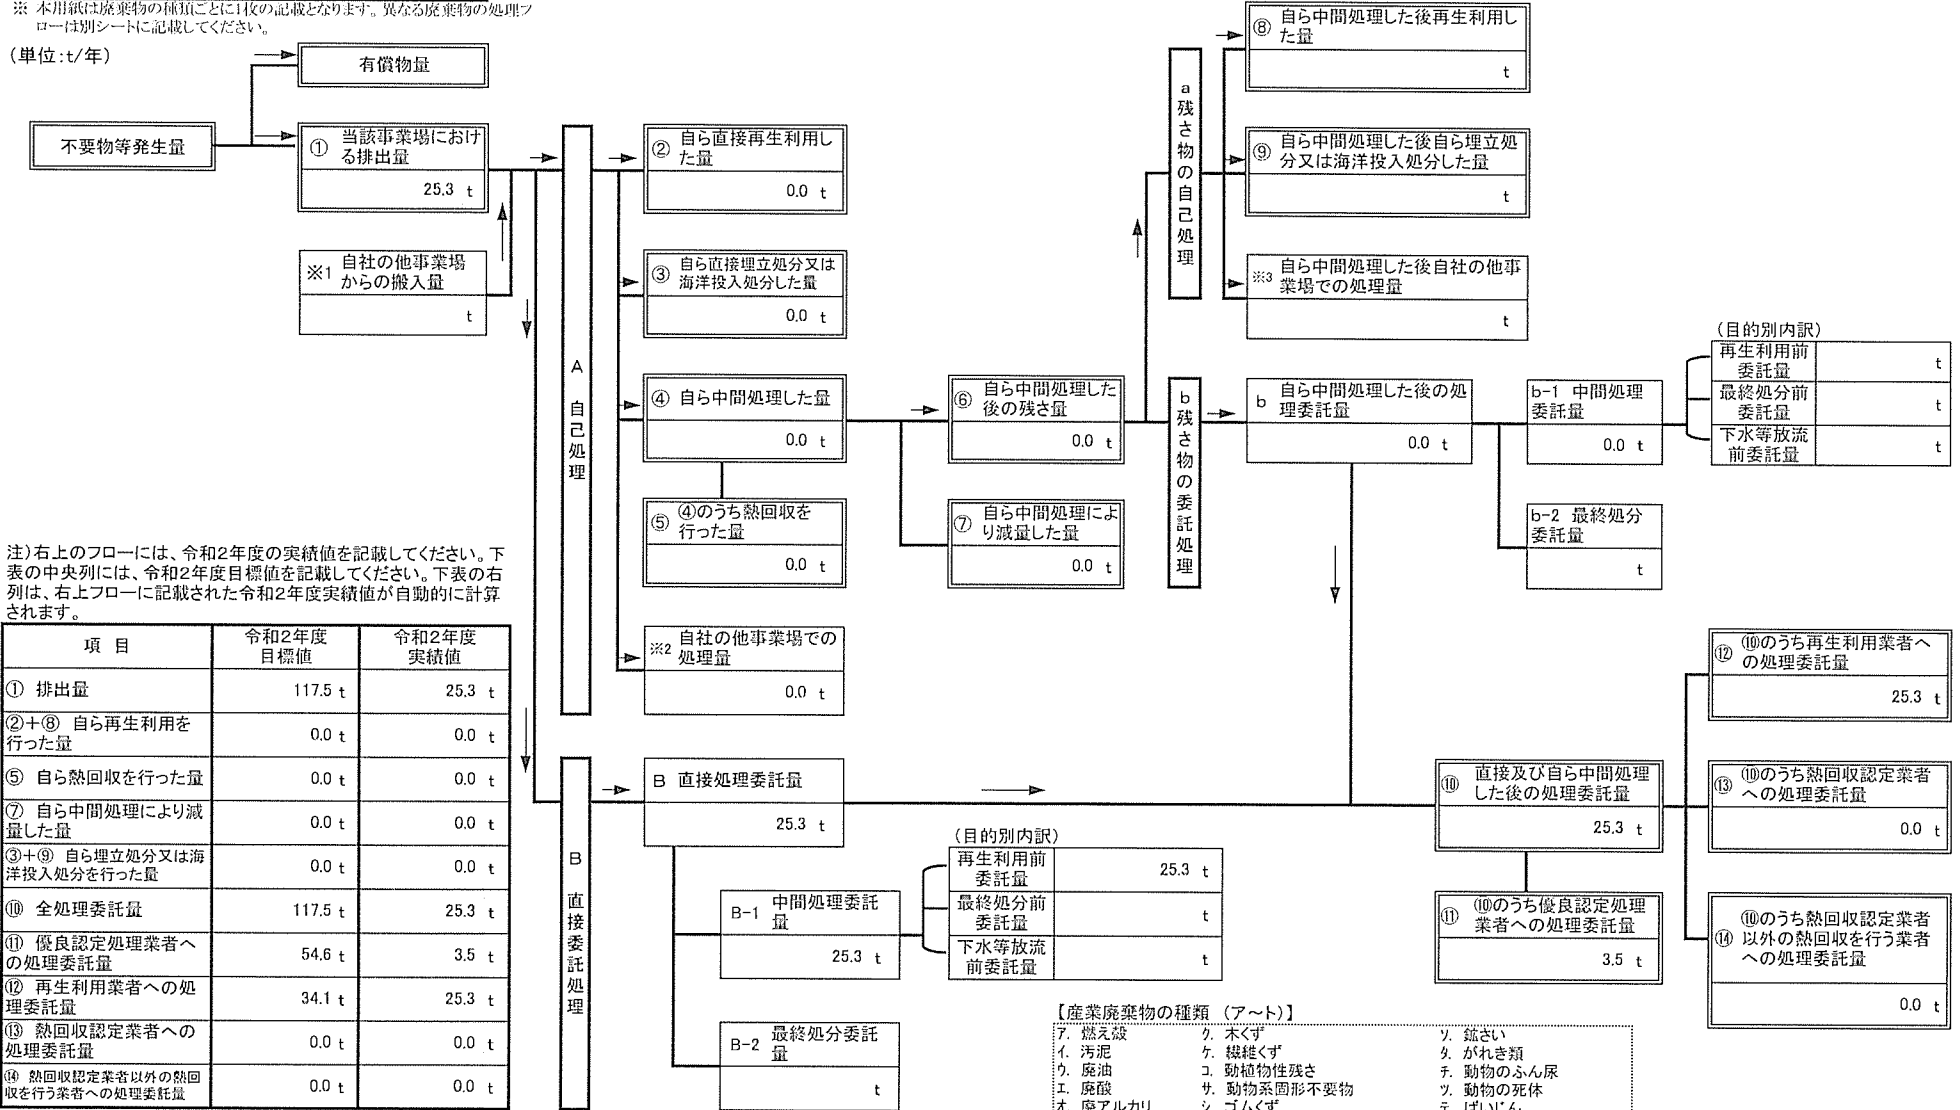 ※ 本用紙は廃棄物の種類ごとに1枚の記載となります。異なる廃棄物の処理フ
ローは別シートに記載してください。
(単位:t/年)
有償物量
不要物等発生量
① 当該事業場におけ
る排出量
25.3 t
※1 自社の他事業場
からの搬入量
t
A 自己処理
② 自ら直接再生利用し
た量
0.0 t
③ 自ら直接埋立処分又は
海洋投入処分した量
0.0 t
④ 自ら中間処理した量
0.0 t
⑤ ④のうち熱回収を
行った量
0.0 t
※2 自社の他事業場での
処理量
0.0 t
⑥ 自ら中間処理した
後の残さ量
0.0 t
⑦ 自ら中間処理によ
り減量した量
0.0 t
a 残さ物の自己処理
⑧ 自ら中間処理した後再生利用し
た量
t
⑨ 自ら中間処理した後自ら埋立処
分又は海洋投入処分した量
t
※3 自ら中間処理した後自社の他事
業場での処理量
t
b 残さ物の委託処理
b 自ら中間処理した後の処
理委託量
0.0 t
b-1 中間処理
委託量
0.0 t
(目的別内訳)
再生利用前
委託量 t
最終処分前
委託量 t
下水等放流
前委託量 t
b-2 最終処分
委託量
t
注)右上のフローには、令和2年度の実績値を記載してください。下
表の中央列には、令和2年度目標値を記載してください。下表の右
列は、右上フローに記載された令和2年度実績値が自動的に計算
されます。
項 目 令和2年度
目標値 令和2年度
実績値
① 排出量 117.5 t 25.3 t
②+⑧ 自ら再生利用を
行った量 0.0 t 0.0 t
⑤ 自ら熱回収を行った量 0.0 t 0.0 t
⑦ 自ら中間処理により減
量した量 0.0 t 0.0 t
③+⑨ 自ら埋立処分又は海
洋投入処分を行った量 0.0 t 0.0 t
⑩ 全処理委託量 117.5 t 25.3 t
⑪ 優良認定処理業者へ
の処理委託量 54.6 t 3.5 t
⑫ 再生利用業者への処
理委託量 34.1 t 25.3 t
⑬ 熱回収認定業者への
処理委託量 0.0 t 0.0 t
⑭ 熱回収認定業者以外の熱回
収を行う業者への処理委託量 0.0 t 0.0 t
B 直接委託処理
B 直接処理委託量
25.3 t
B-1 中間処理委託
量
25.3 t
(目的別内訳)
再生利用前
委託量 25.3 t
最終処分前
委託量 t
下水等放流
前委託量 t
B-2 最終処分委託
量
t
⑩ 直接及び自ら中間処理
した後の処理委託量
25.3 t
⑪ ⑩のうち優良認定処理
業者への処理委託量
3.5 t
⑫ ⑩のうち再生利用業者へ
の処理委託量
25.3 t
⑬ ⑩のうち熱回収認定業者
への処理委託量
0.0 t
⑭ ⑩のうち熱回収認定業者
以外の熱回収を行う業者
への処理委託量
0.0 t
【産業廃棄物の種類 (ア～ト)】
ア. 燃え殻 ク. 木くず ソ. 鉱さい
イ. 汚泥 ケ. 繊維くず タ. がれき類
ウ. 廃油 コ. 動植物性残さ チ. 動物のふん尿
エ. 廃酸 サ. 動物系固形不要物 ツ. 動物の死体
オ. 廃アルカリ シ. ゴムくず テ. ばいじん